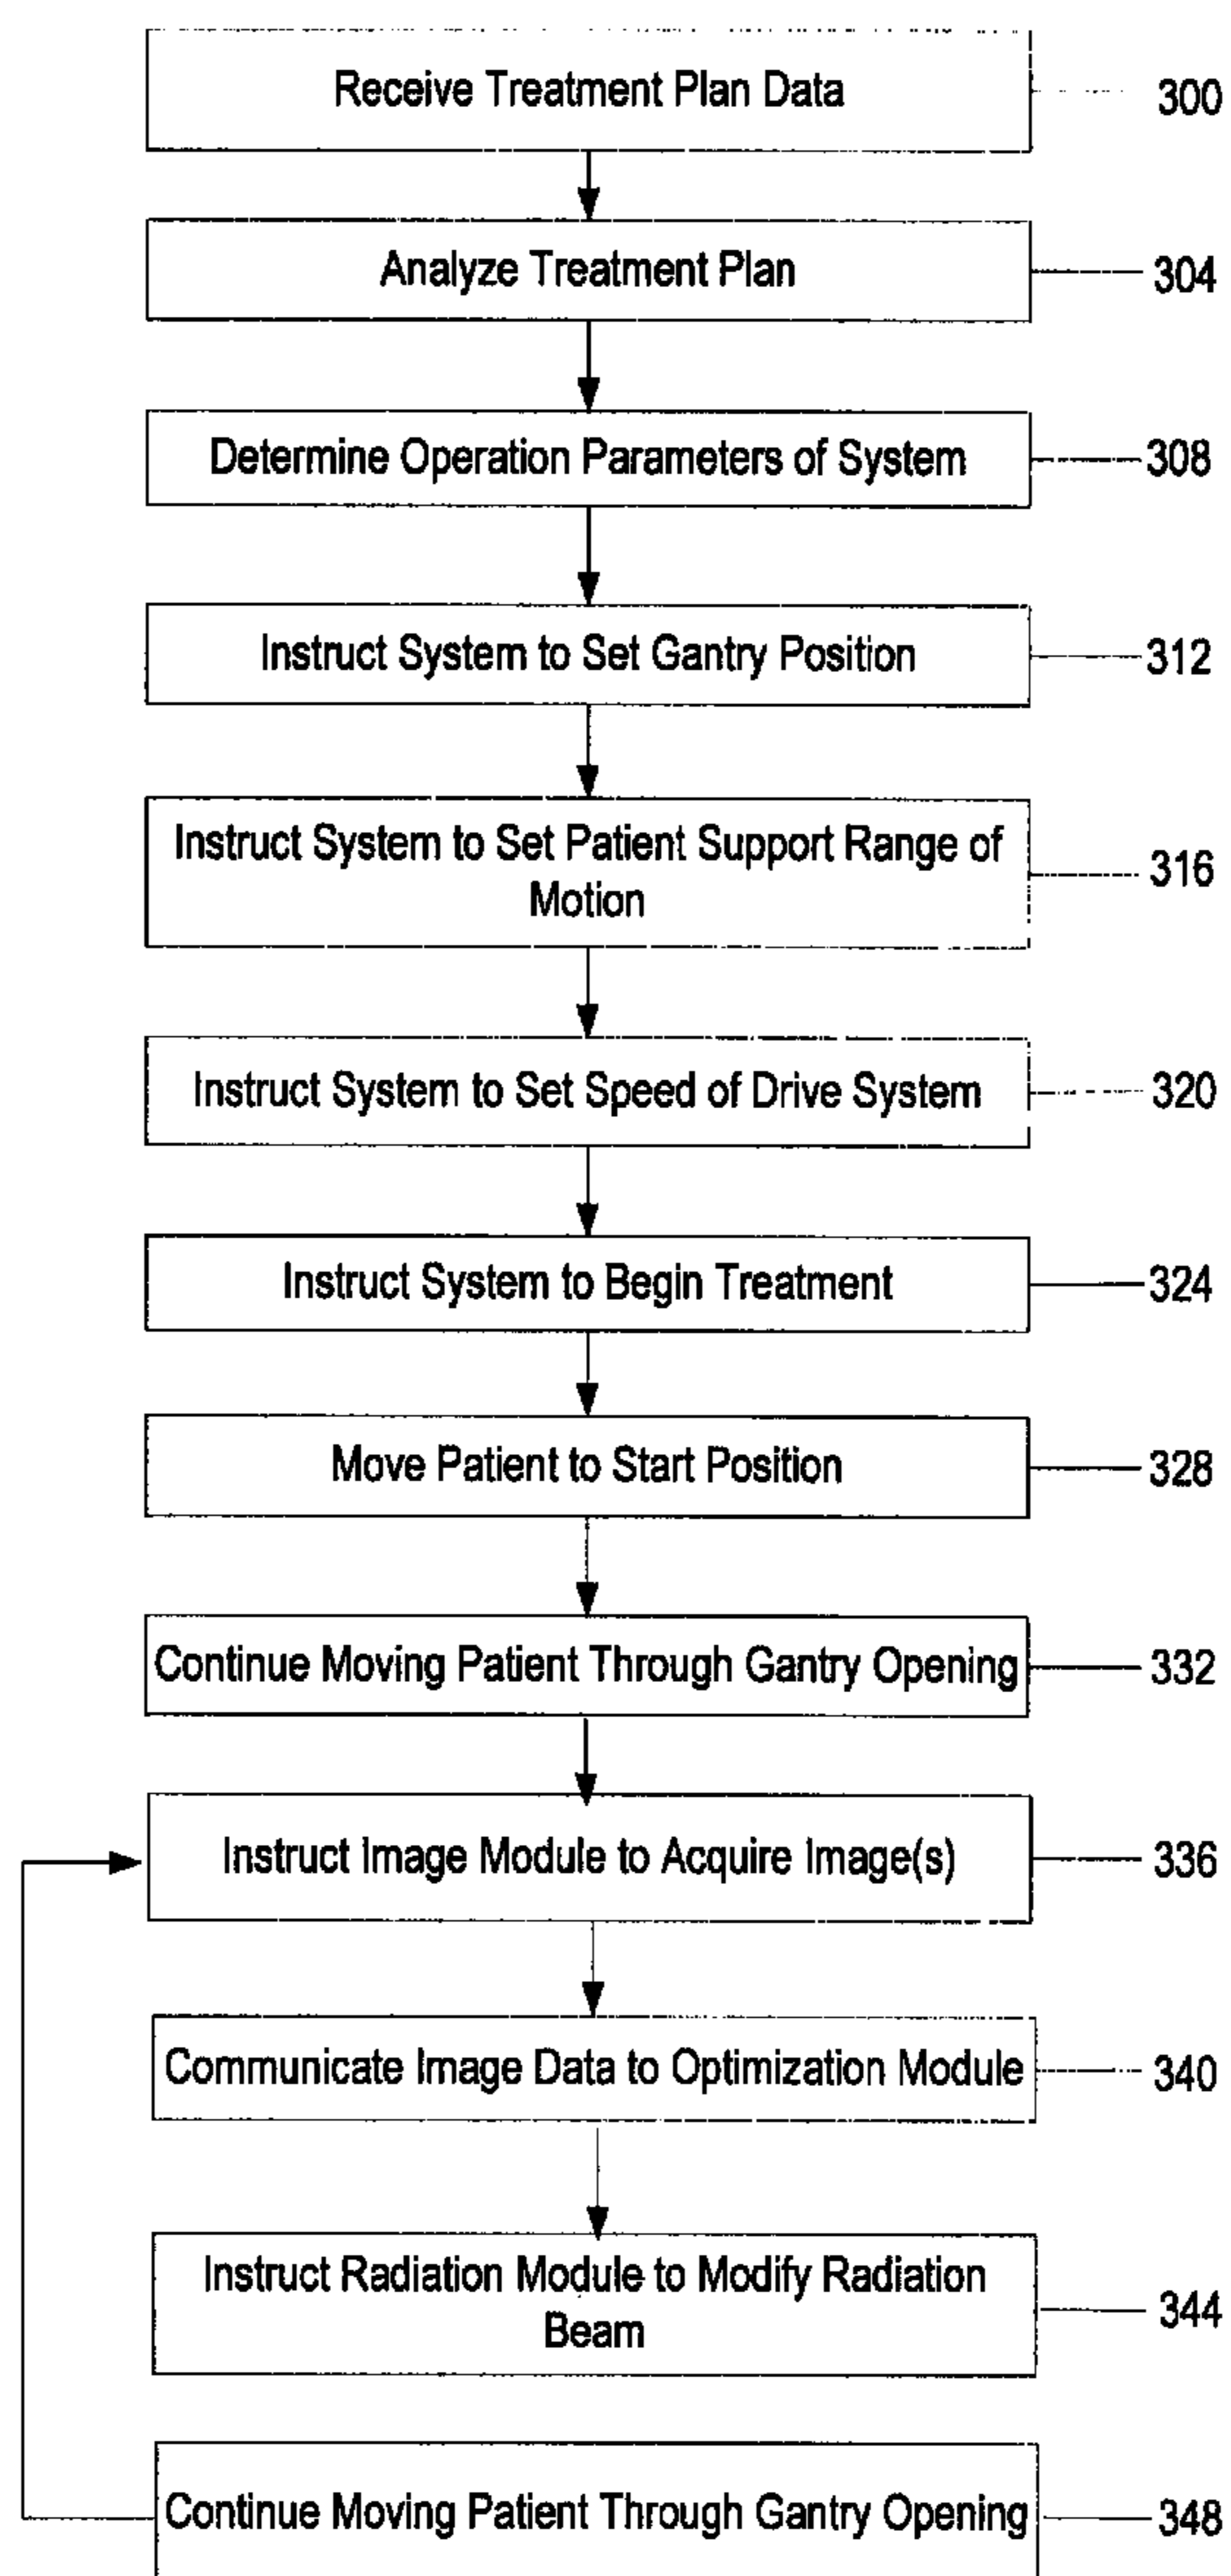 Receive Treatment Plan Data
300
Analyze Treatment Plan
304
Determine Operation Parameters of System
308
Instruct System to Set Gantry Position
312
Instruct System to Set Patient Support Range of
Motion
316
Instruct System to Set Speed of Drive System
320
Instruct System to Begin Treatment
324
Move Patient to Start Position
328
Continue Moving Patient Through Gantry Opening
332
Instruct Image Module to Acquire Image(s)
336
Communicate Image Data to Optimization Module
340
Instruct Radiation Module to Modify Radiation
Beam
344
Continue Moving Patient Through Gantry Opening
348